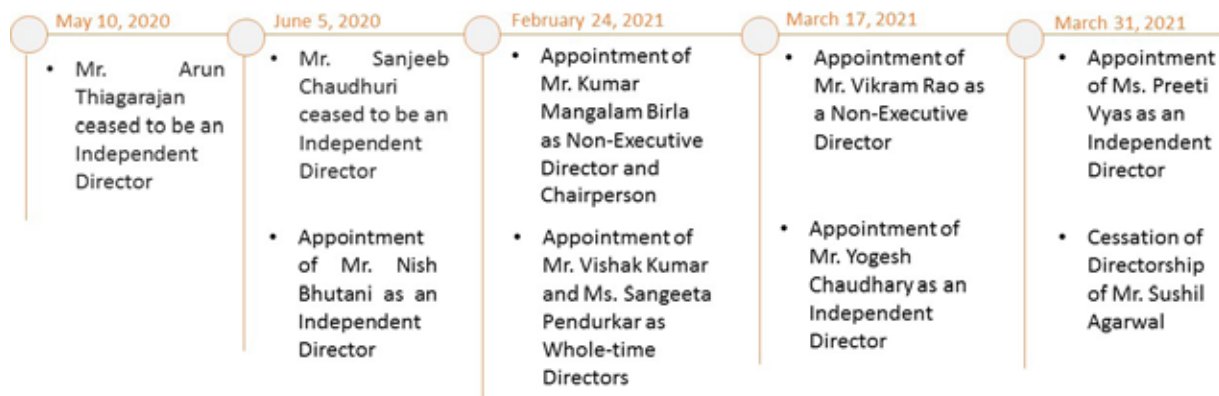 May 10, 2020
• Mr. Arun
Thiagarajan
ceased to be an
Independent
Director
June 5, 2020
• Mr. Sanjeeb
Chaudhuri
ceased to be an
Independent
Director
• Appointment
of Mr. Nish
Bhutani as an
Independent
Director
February 24, 2021
• Appointment of
Mr. Kumar
Mangalam Birla
as Non-Executive
Director and
Chairperson
• Appointment of
Mr. Vishak Kumar
and Ms. Sangeeta
Pendurkar as
Whole-time
Directors
March 17, 2021
• Appointment of
Mr. Vikram Rao as
a Non-Executive
Director
• Appointment of
Mr. Yogesh
Chaudhary as an
Independent
Director
March 31, 2021
• Appointment
of Ms. Preeti
Vyas as an
Independent
Director
• Cessation of
Directorship
of Mr. Sushil
Agarwal